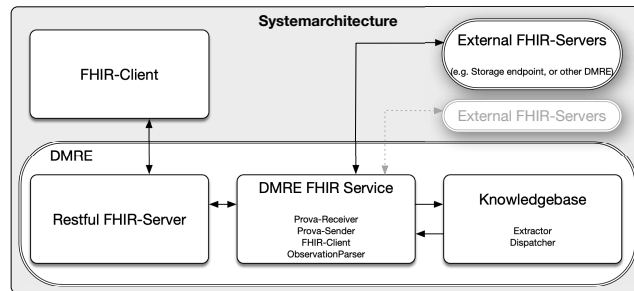 Systemarchitecture
FHIR-Client
External FHIR-Servers
(e.g. Storage endpoint, or other DMRE)
External FHIR-Servers
DMRE
Restful FHIR-Server
DMRE FHIR Service
Prova-Receiver
Prova-Sender
FHIR-Client
ObservationParser
Knowledgebase
Extractor
Dispatcher